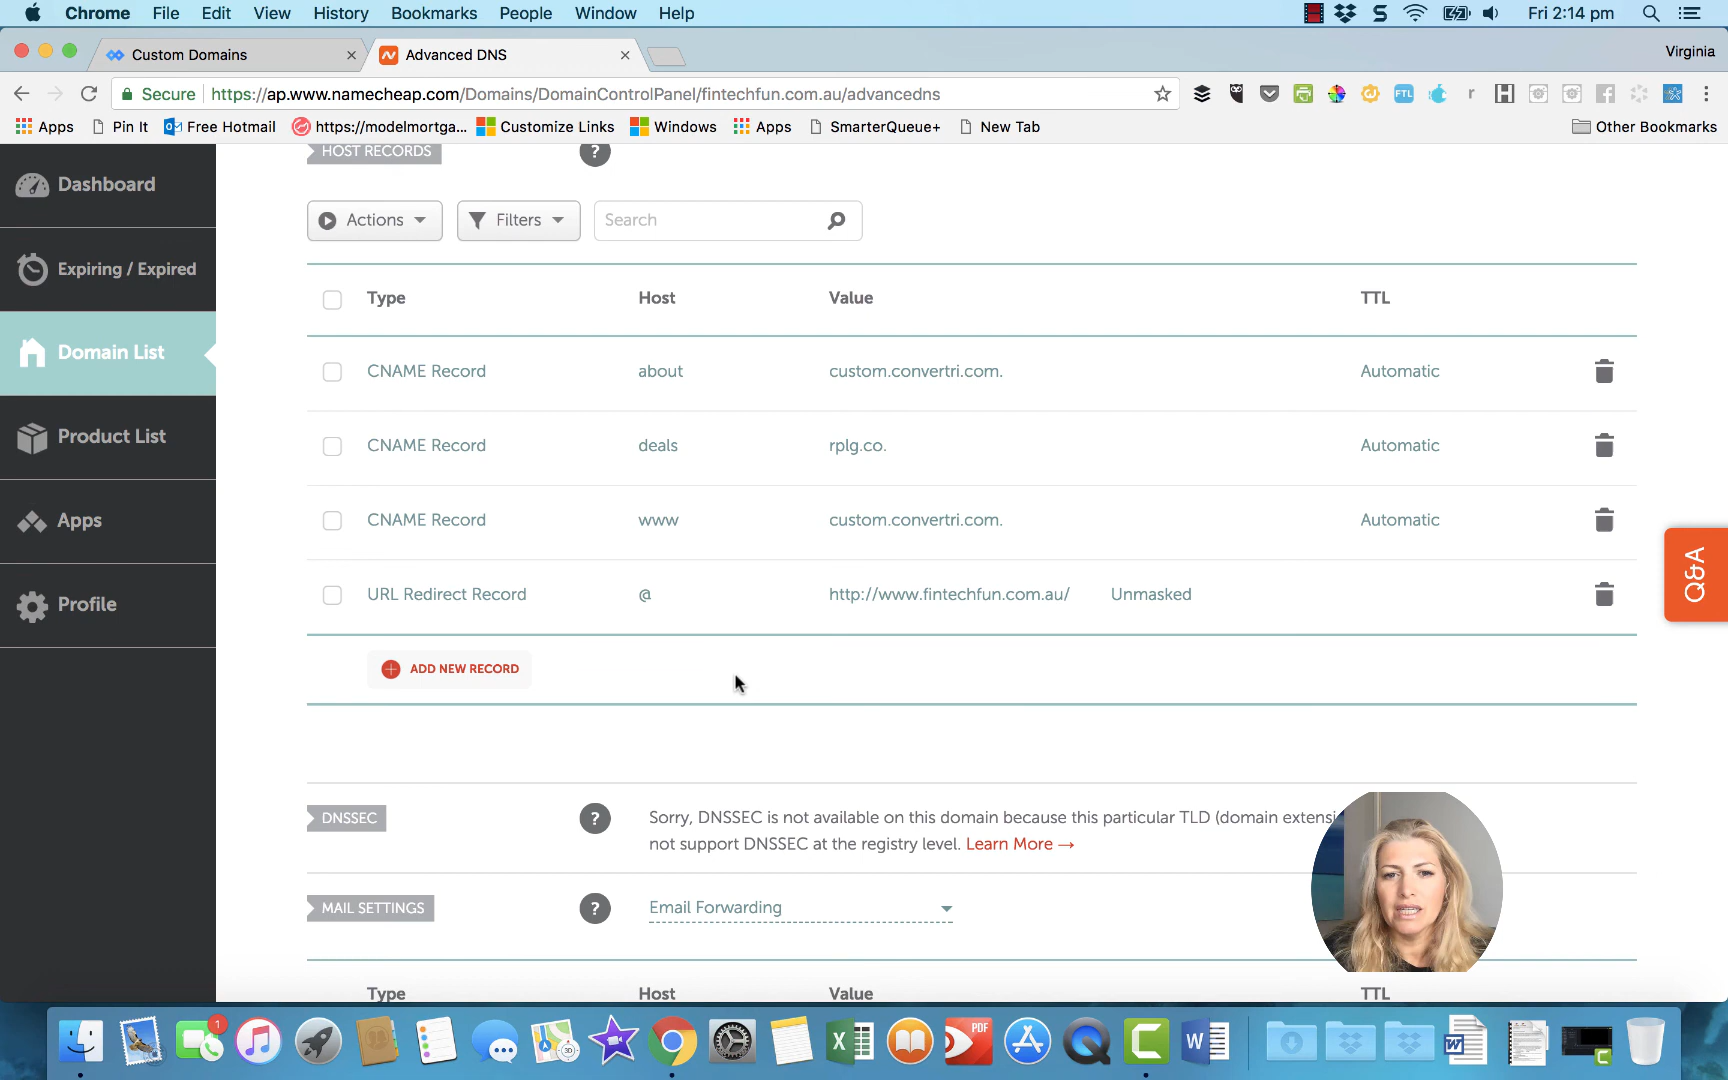 Chrome File Edit View History Bookmarks People Window Help
Fri 2:14 pm
Custom Domains
Advanced DNS
Virginia
Secure
https://ap.www.namecheap.com/Domains/DomainControlPanel/fintechfun.com.au/advancedns
Apps Pin It Free Hotmail https://modelmortga... Customize Links Windows Apps SmarterQueue+ New Tab Other Bookmarks
HOST RECORDS ?
Dashboard
Expiring / Expired
Domain List
Product List
Apps
Profile
Actions Filters Search
Type Host Value TTL
CNAME Record about custom.convertri.com. Automatic
CNAME Record deals rplg.co. Automatic
CNAME Record www custom.convertri.com. Automatic
URL Redirect Record @ http://www.fintechfun.com.au/ Unmasked
Q&A
ADD NEW RECORD
DNSSEC ? Sorry, DNSSEC is not available on this domain because this particular TLD (domain extensi
not support DNSSEC at the registry level. Learn More →
MAIL SETTINGS ? Email Forwarding
Type Host Value TTL
1
3D
PDF